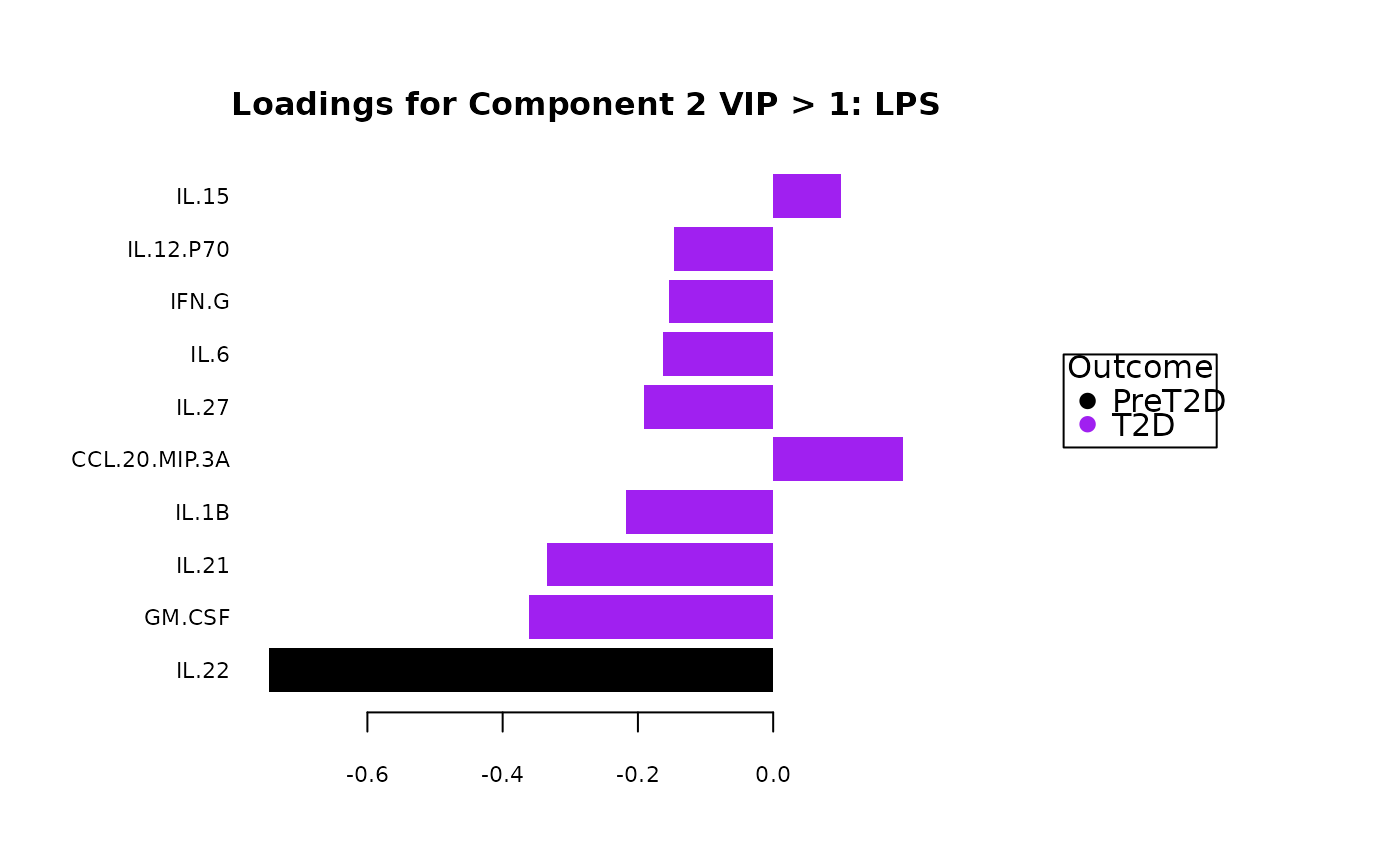 Loadings for Component 2 VIP > 1: LPS
IL.15
IL.12.P70
IFN.G
IL.6
IL.27
CCL.20.MIP.3A
IL.1B
IL.21
GM.CSF
IL.22
-0.6 -0.4 -0.2 0.0
Outcome
PreT2D
T2D